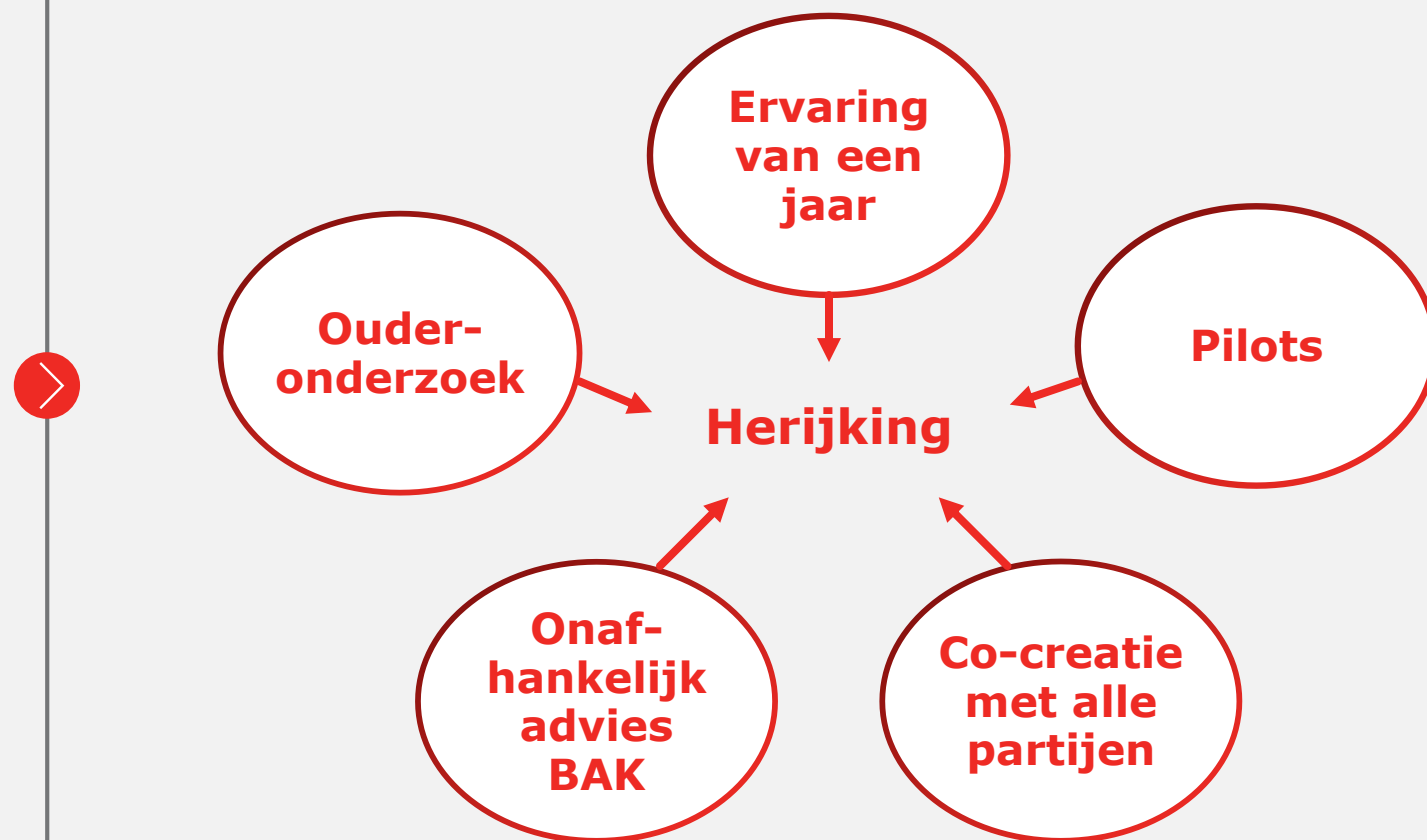 Ervaring
van een
jaar
Ouder-
onderzoek
Pilots
Herijking
Onaf-
hankelijk
advies
BAK
Co-creatie
met alle
partijen